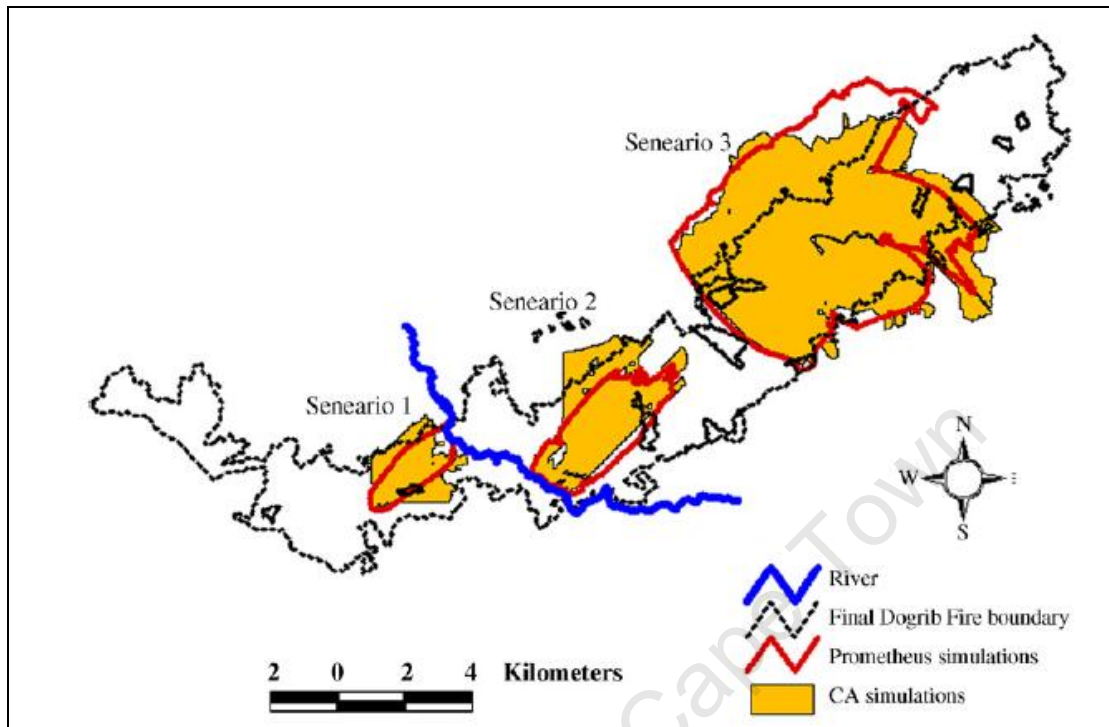 Seneario 3
Seneario 2
Seneario 1
N
W
S
River
Final Dogrib Fire boundary
Prometheus simulations
CA simulations
2 0 2 4 Kilometers
Cape Town